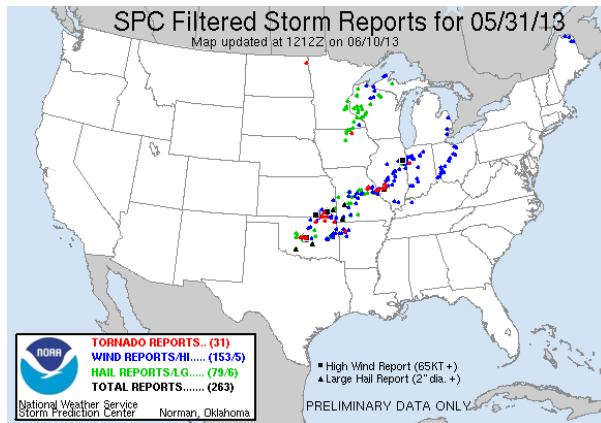 SPC Filtered Storm Reports for 05/31/13
Map updated at 1212Z on 06/10/13
TORNADO REPORTS.. (31)
WIND REPORTS/HI..... (153/5)
HAIL REPORTS/LG..... (79/6)
TOTAL REPORTS....... (263)
NOAA
National Weather Service
Storm Prediction Center Norman, Oklahoma
High Wind Report (65KT +)
Large Hail Report (2" dia. +)
PRELIMINARY DATA ONLY